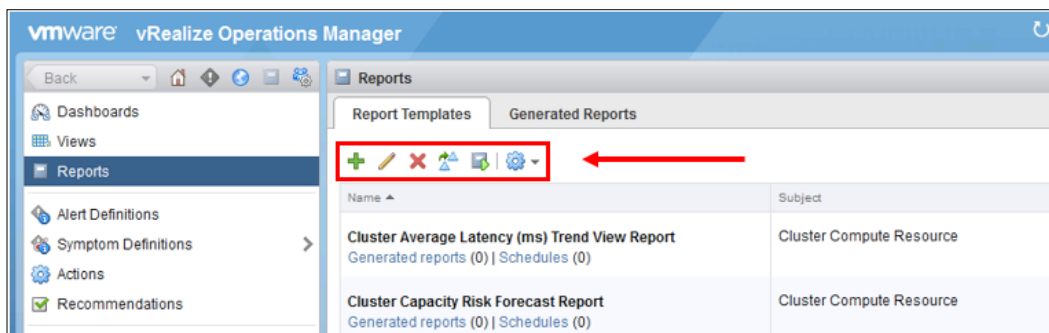 vmware vRealize Operations Manager
Back
Reports
Dashboards
Report Templates Generated Reports
Views
Reports
Name Subject
Alert Definitions
Symptom Definitions
Cluster Average Latency (ms) Trend View Report Cluster Compute Resource
Generated reports (0) | Schedules (0)
Actions
Recommendations
Cluster Capacity Risk Forecast Report Cluster Compute Resource
Generated reports (0) | Schedules (0)